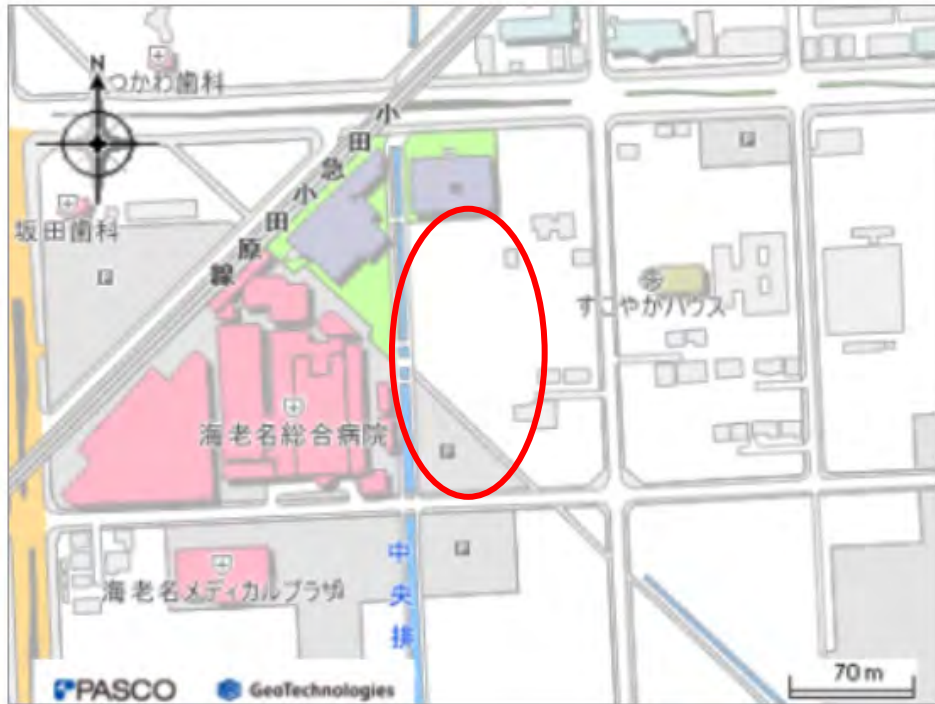 N
つかわ歯科
小田急小田原線
坂田歯科
P
P
すこやかハウス
海老名総合病院
P
P
海老名メディカルプラザ
中央排
PASCO
GeoTechnologies
70 m